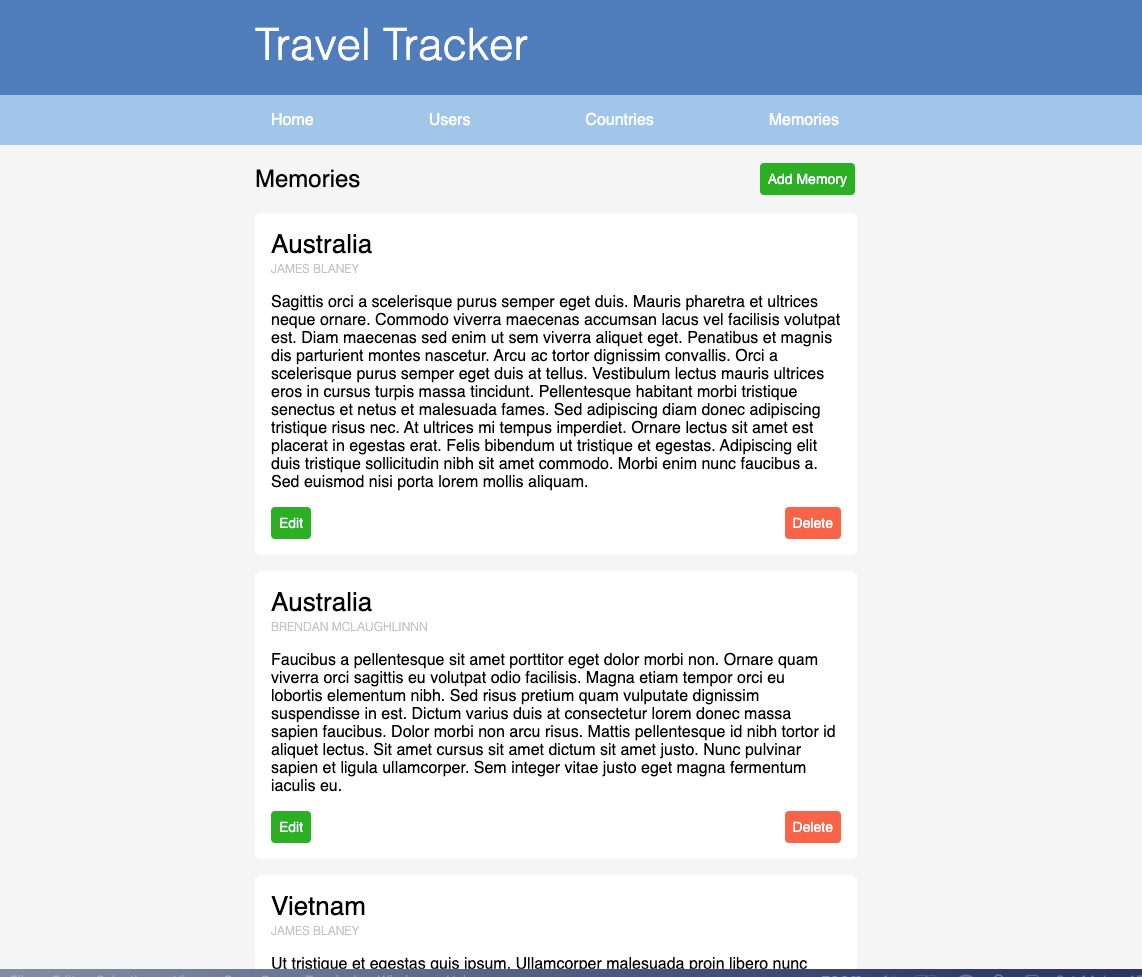 Travel Tracker
Home Users Countries Memories
Memories
Add Memory
Australia
JAMES BLANEY
Sagittis orci a scelerisque purus semper eget duis. Mauris pharetra et ultrices
neque ornare. Commodo viverra maecenas accumsan lacus vel facilisis volutpat
est. Diam maecenas sed enim ut sem viverra aliquet eget. Penatibus et magnis
dis parturient montes nascetur. Arcu ac tortor dignissim convallis. Orci a
scelerisque purus semper eget duis at tellus. Vestibulum lectus mauris ultrices
eros in cursus turpis massa tincidunt. Pellentesque habitant morbi tristique
senectus et netus et malesuada fames. Sed adipiscing diam donec adipiscing
tristique risus nec. At ultrices mi tempus imperdiet. Ornare lectus sit amet est
placerat in egestas erat. Felis bibendum ut tristique et egestas. Adipiscing elit
duis tristique sollicitudin nibh sit amet commodo. Morbi enim nunc faucibus a.
Sed euismod nisi porta lorem mollis aliquam.
Edit Delete
Australia
BRENDAN MCLAUGHLINNN
Faucibus a pellentesque sit amet porttitor eget dolor morbi non. Ornare quam
viverra orci sagittis eu volutpat odio facilisis. Magna etiam tempor orci eu
lobortis elementum nibh. Sed risus pretium quam vulputate dignissim
suspendisse in est. Dictum varius duis at consectetur lorem donec massa
sapien faucibus. Dolor morbi non arcu risus. Mattis pellentesque id nibh tortor id
aliquet lectus. Sit amet cursus sit amet dictum sit amet justo. Nunc pulvinar
sapien et ligula ullamcorper. Sem integer vitae justo eget magna fermentum
iaculis eu.
Edit Delete
Vietnam
JAMES BLANEY
Ut tristique et egestas quis ipsum. Ullamcorper malesuada proin libero nunc